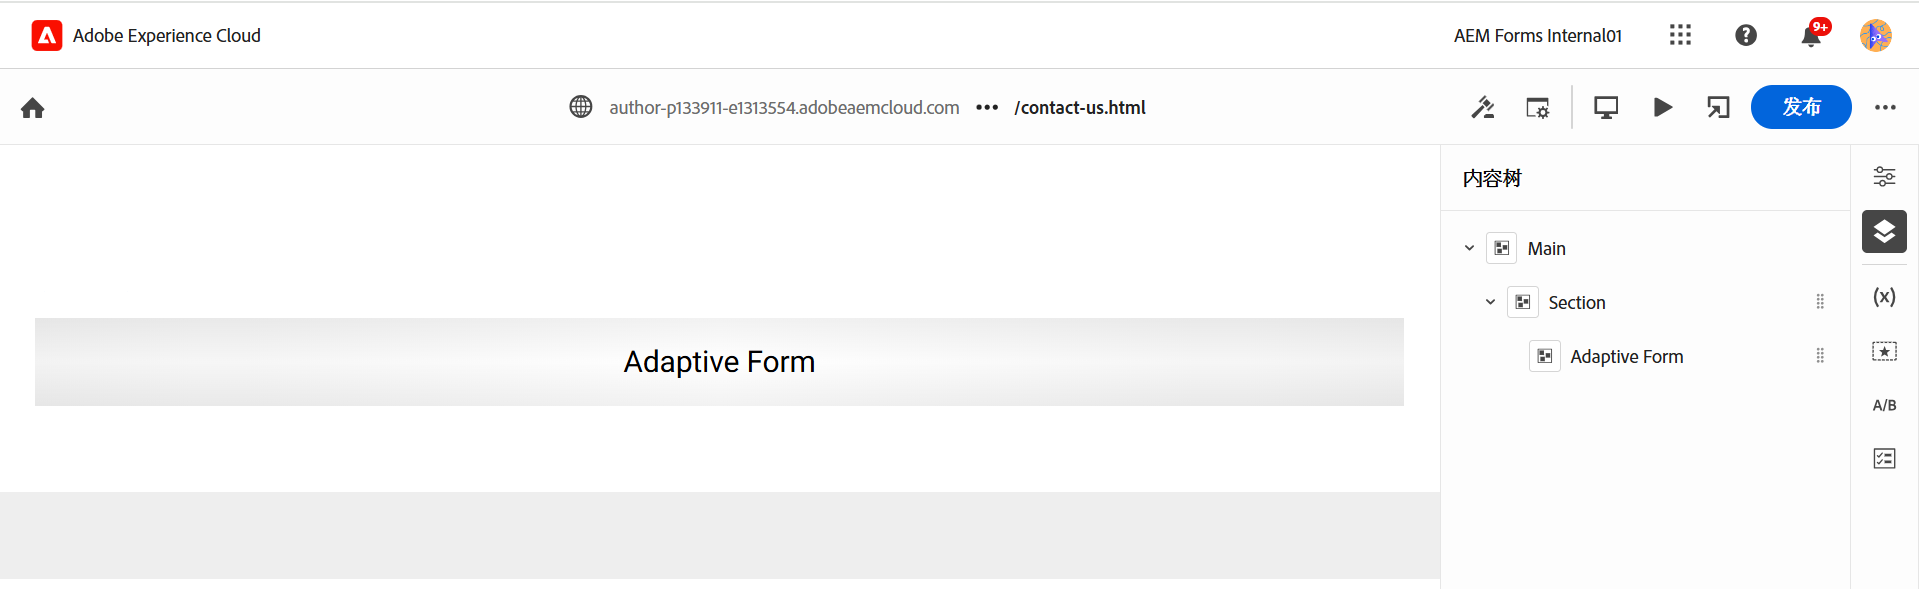 Adobe Experience Cloud
AEM Forms Internal01
9+
author-p133911-e1313554.adobeaemcloud.com ••• /contact-us.html
发布
内容树
Main
Section
Adaptive Form
Adaptive Form
(x)
A/B